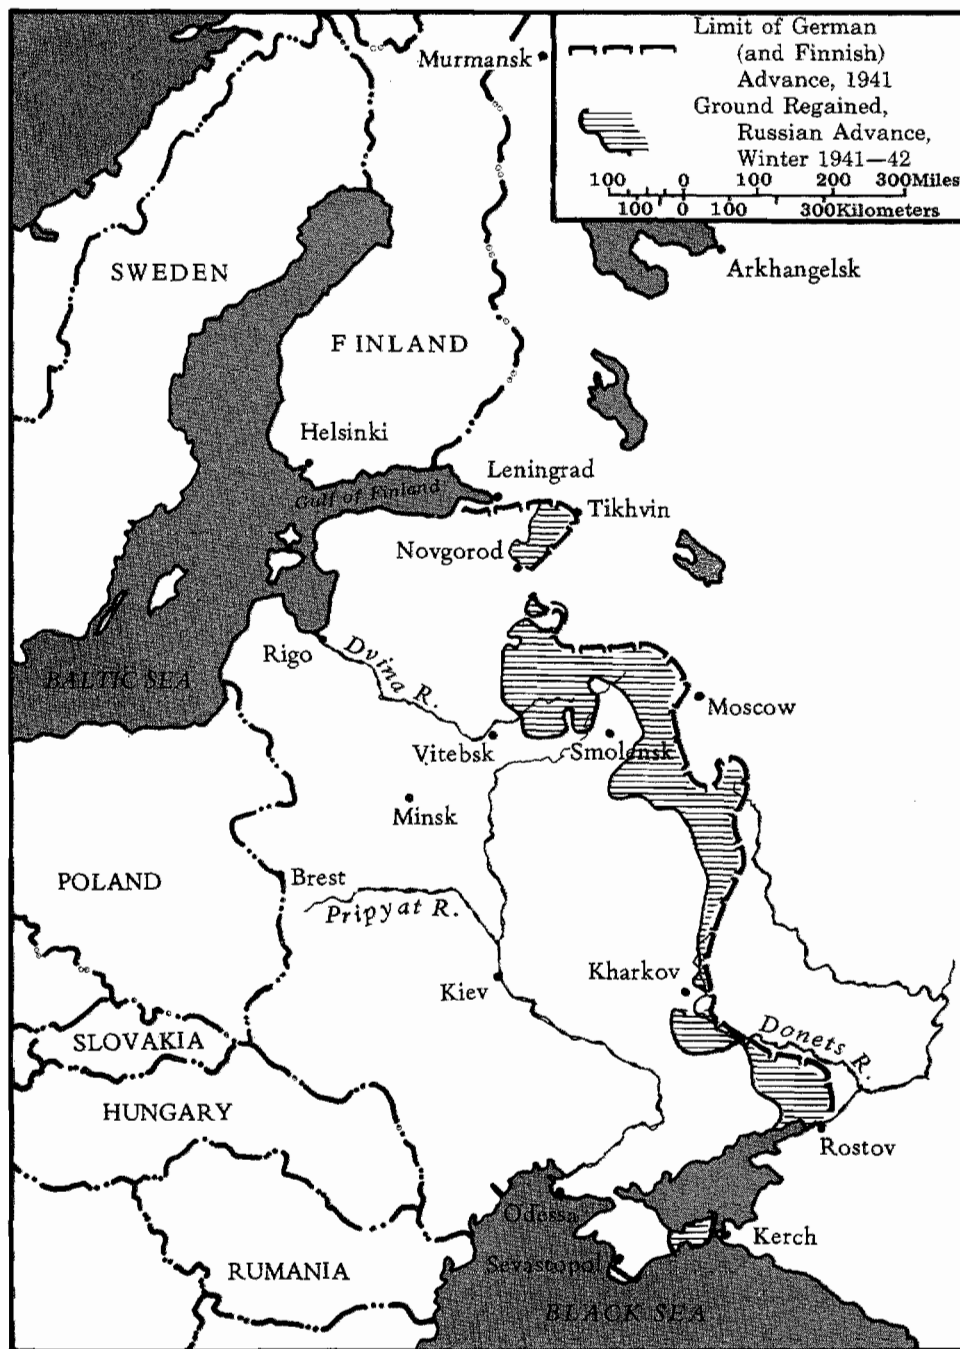 Limit of German
(and Finnish)
Advance, 1941
Ground Regained,
Russian Advance,
Winter 1941—42
100 0 100 200 300Miles
100 0 100 300Kilometers
Murmansk
Arkhangelsk
SWEDEN
FINLAND
Helsinki
Leningrad
Gulf of Finland
Tikhvin
Novgorod
Rigo
Dvina R.
BALTIC SEA
Moscow
Vitebsk
Smolensk
Minsk
POLAND
Brest
Pripyat R.
Kharkov
Kiev
Donets R.
SLOVAKIA
HUNGARY
Rostov
Odessa
Kerch
Sevastopol
RUMANIA
BLACK SEA